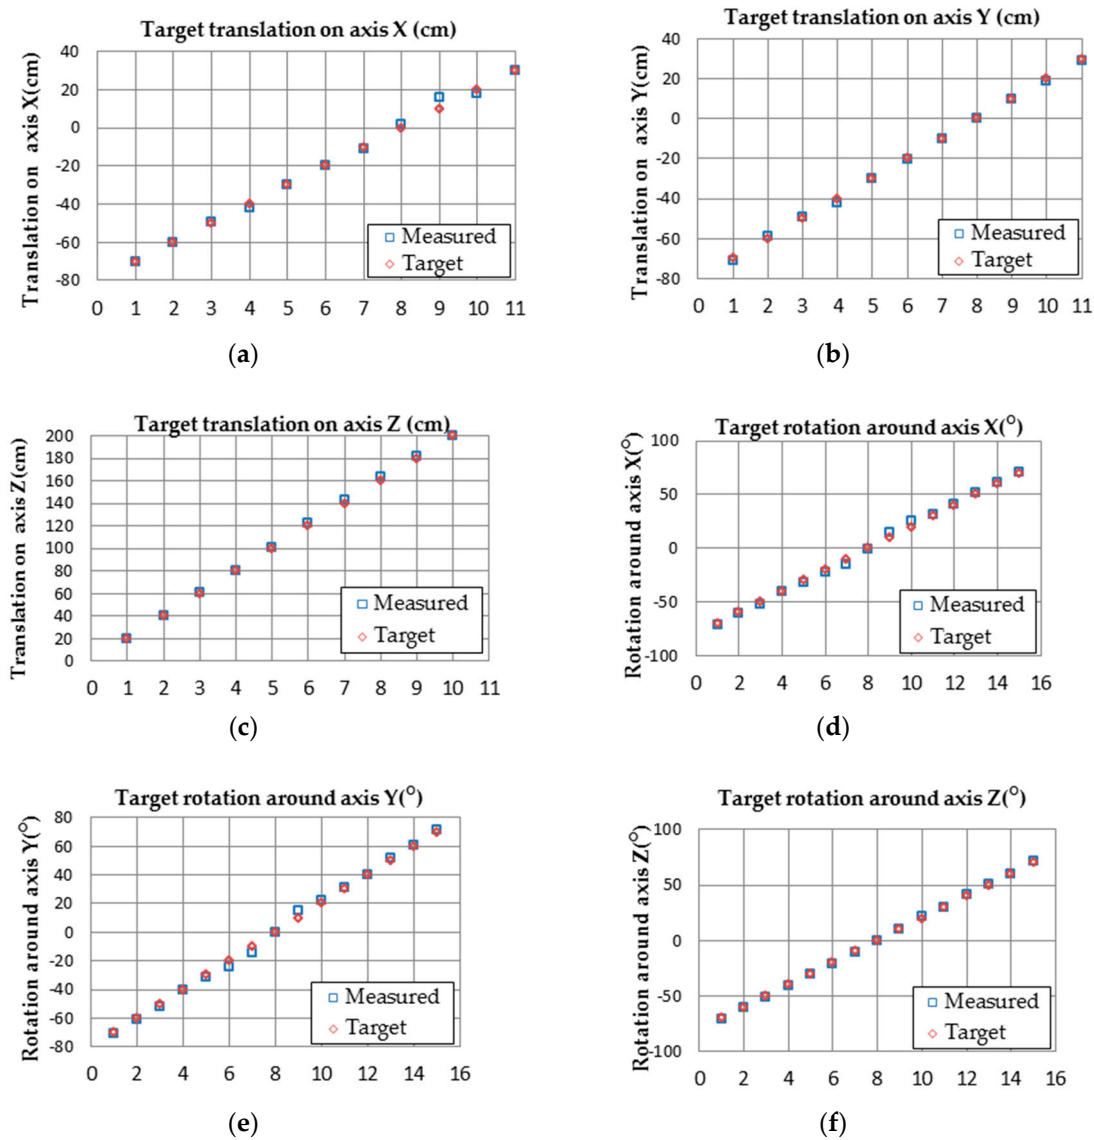 Target translation on axis X (cm)
Translation on axis X(cm)
40
20
0
-20
-40
-60
-80
Measured
Target
0 1 2 3 4 5 6 7 8 9 10 11
(a)
Target translation on axis Y (cm)
Translation on axis Y(cm)
40
20
0
-20
-40
-60
-80
Measured
Target
0 1 2 3 4 5 6 7 8 9 10 11
(b)
Target translation on axis Z (cm)
Translation on axis Z(cm)
200
180
160
140
120
100
80
60
40
20
0
Measured
Target
0 1 2 3 4 5 6 7 8 9 10 11
(c)
Target rotation around axis X(°)
Rotation around axis X(°)
100
50
0
-50
-100
Measured
Target
0 2 4 6 8 10 12 14 16
(d)
Target rotation around axis Y(°)
Rotation around axis Y(°)
80
60
40
20
0
-20
-40
-60
-80
Measured
Target
0 2 4 6 8 10 12 14 16
(e)
Target rotation around axis Z(°)
Rotation around axis Z(°)
100
50
0
-50
-100
Measured
Target
0 2 4 6 8 10 12 14 16
(f)